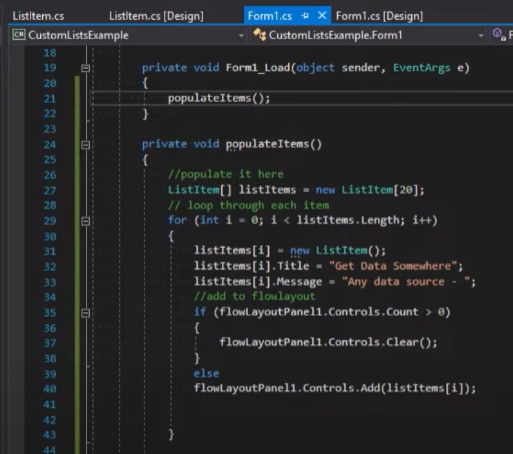 ListItem.cs ListItem.cs [Design] Form1.cs Form1.cs [Design]
C# CustomListsExample CustomListsExample.Form1 F
18
19 private void Form1_Load(object sender, EventArgs e)
20 {
21 populateItems();
22 }
23
24 private void populateItems()
25 {
26 //populate it here
27 ListItem[] listItems = new ListItem[20];
28 // loop through each item
29 for (int i = 0; i < listItems.Length; i++)
30 {
31 listItems[i] = new ListItem();
32 listItems[i].Title = "Get Data Somewhere";
33 listItems[i].Message = "Any data source - ";
34 //add to flowlayout
35 if (flowLayoutPanel1.Controls.Count > 0)
36 {
37 flowLayoutPanel1.Controls.Clear();
38 }
39 else
40 flowLayoutPanel1.Controls.Add(listItems[i]);
41
42
43 }
44